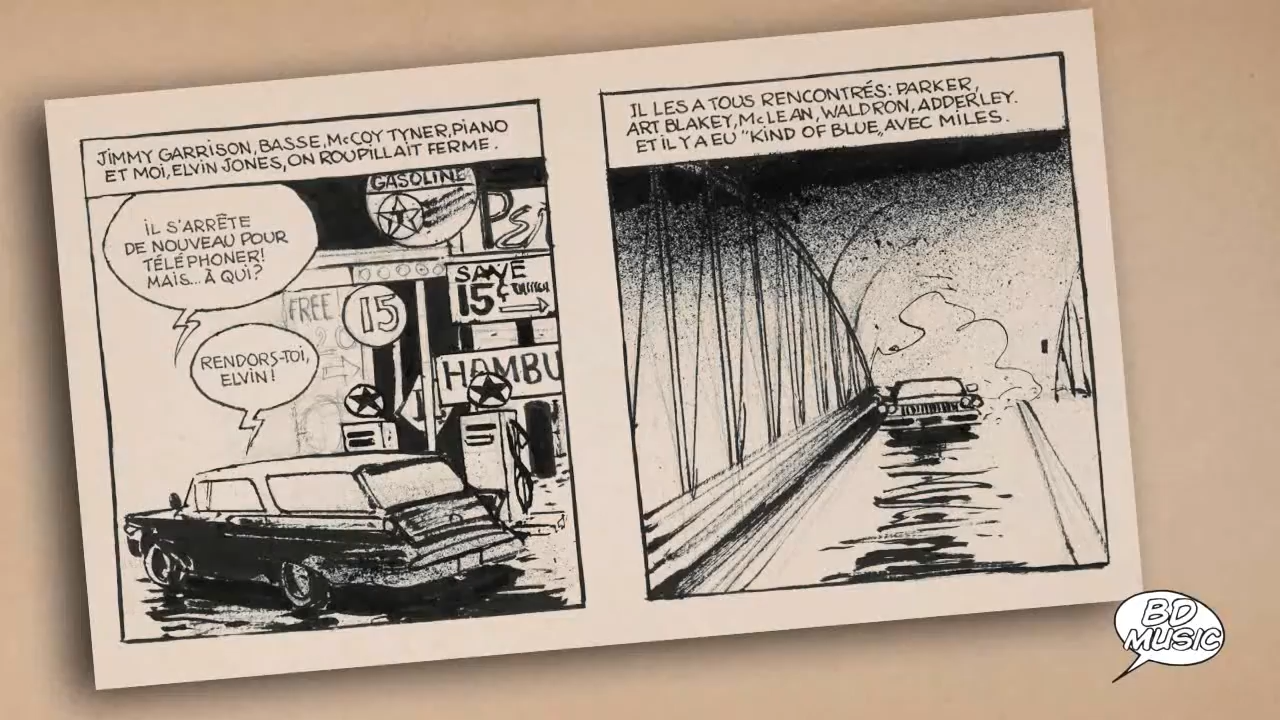 JIMMY GARRISON, BASSE, McCOY TYNER, PIANO
ET MOI, ELVIN JONES, ON ROUPILLAIT FERME.
IL S'ARRÊTE
DE NOUVEAU POUR
TÉLÉPHONER!
MAIS... À QUI?
RENDORS-TOI,
ELVIN!
GASOLINE
T
SAVE
15¢
FREE
15
HAMBU
IL LES A TOUS RENCONTRÉS: PARKER,
ART BLAKEY, McLEAN, WALDRON, ADDERLEY.
ET IL Y A EU "KIND OF BLUE" AVEC MILES.
BD
MUSIC